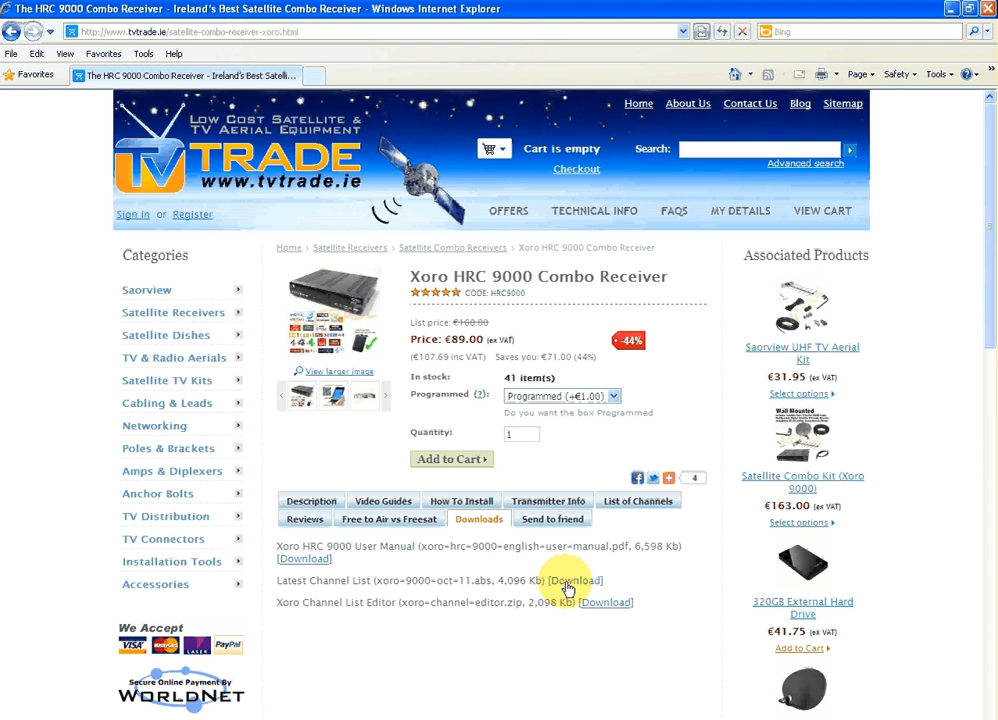 The HRC 9000 Combo Receiver - Ireland's Best Satellite Combo Receiver - Windows Internet Explorer
http://www.tvtrade.ie/satellite-combo-receiver-xoro.html
Bing
File Edit View Favorites Tools Help
Favorites
The HRC 9000 Combo Receiver - Ireland's Best Satelli...
Page Safety Tools
Home About Us Contact Us Blog Sitemap
LOW COST SATELLITE &
TV AERIAL EQUIPMENT
TV TRADE
www.tvtrade.ie
Cart is empty
Checkout
Search:
Advanced search
Sign in or Register
OFFERS TECHNICAL INFO FAQS MY DETAILS VIEW CART
Categories
Saorview
Satellite Receivers
Satellite Dishes
TV & Radio Aerials
Satellite TV Kits
Cabling & Leads
Networking
Poles & Brackets
Amps & Diplexers
Anchor Bolts
TV Distribution
TV Connectors
Installation Tools
Accessories
We Accept
VISA MasterCard LASER PayPal
SECURE ONLINE PAYMENT BY
WORLDNET
Home › Satellite Receivers › Satellite Combo Receivers › Xoro HRC 9000 Combo Receiver
Xoro HRC 9000 Combo Receiver
CODE: HRC9000
List price: €160.00
Price: €89.00 (ex VAT)
(€107.69 inc VAT) Saves you: €71.00 (44%)
-44%
View larger image
In stock: 41 item(s)
Programmed (?): Programmed (+€1.00)
Do you want the box Programmed
Quantity: 1
Add to Cart
4
Description Video Guides How To Install Transmitter Info List of Channels
Reviews Free to Air vs Freesat Downloads Send to friend
Xoro HRC 9000 User Manual (xoro=hrc=9000=english=user=manual.pdf, 6,598 Kb)
[Download]
Latest Channel List (xoro=9000=oct=11.abs, 4,096 Kb) [Download]
Xoro Channel List Editor (xoro=channel=editor.zip, 2,098 Kb) [Download]
Associated Products
Saorview UHF TV Aerial
Kit
€31.95 (ex VAT)
Select options
Wall Mounted
Satellite Combo Kit (Xoro
9000)
€163.00 (ex VAT)
Select options
320GB External Hard
Drive
€41.75 (ex VAT)
Add to Cart